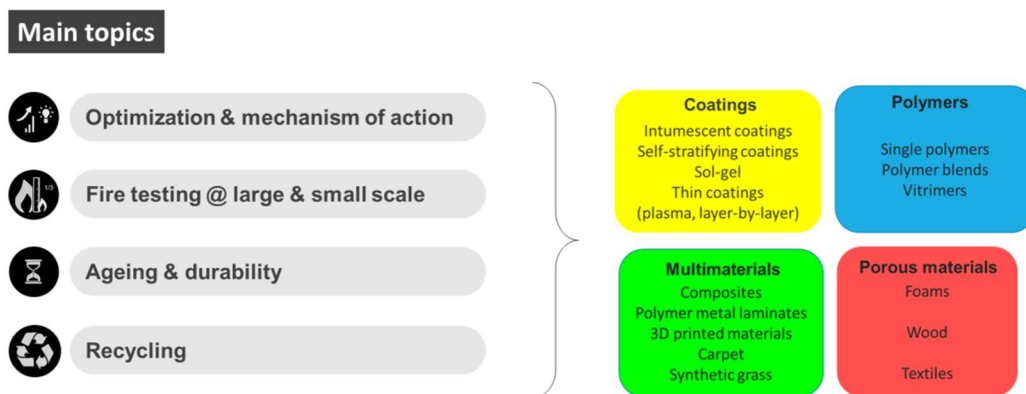 Main topics
Optimization & mechanism of action
1/3
Fire testing @ large & small scale
Ageing & durability
Recycling
Coatings
Intumescent coatings
Self-stratifying coatings
Sol-gel
Thin coatings
(plasma, layer-by-layer)
Polymers
Single polymers
Polymer blends
Vitrimers
Multimaterials
Composites
Polymer metal laminates
3D printed materials
Carpet
Synthetic grass
Porous materials
Foams
Wood
Textiles